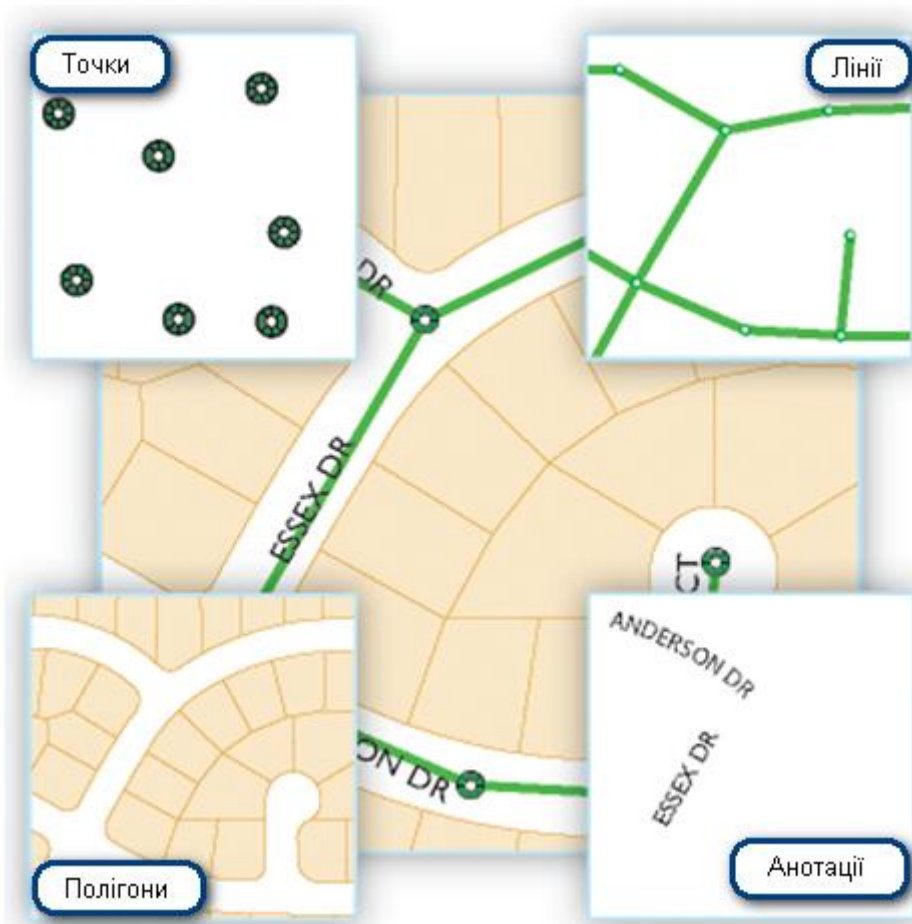 Точки
Лінії
DR
ESSEX DR
CT
ANDERSON DR
ESSEX DR
ON DR
Полігони
Анотації